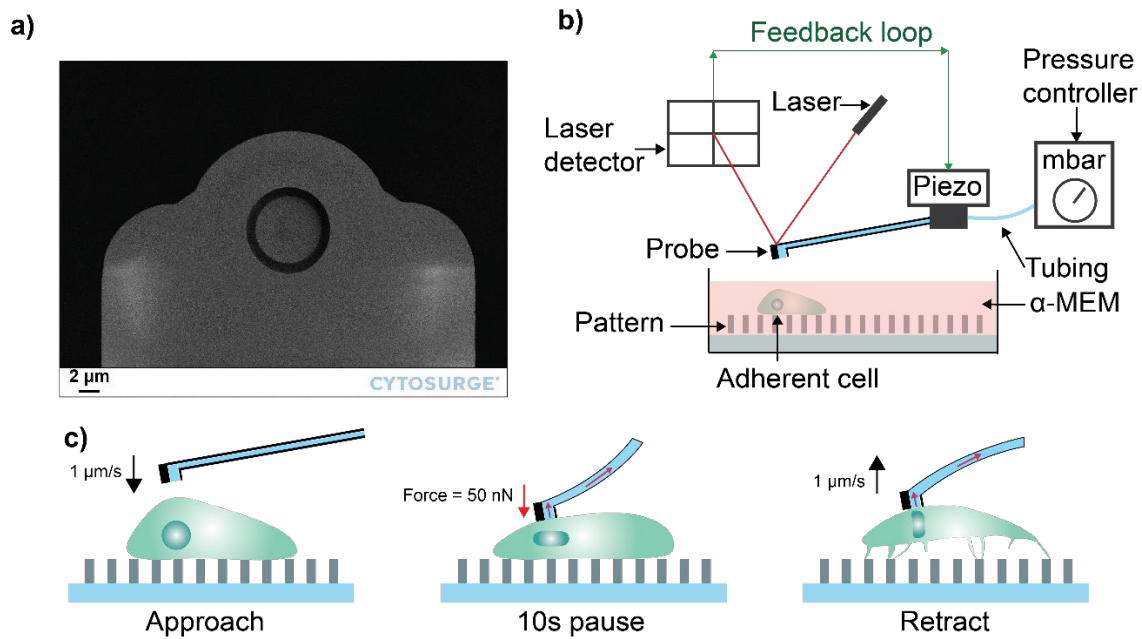 a)
2 µm
CYTOSURGE®
b)
Feedback loop
Laser
detector
Laser
Pressure
controller
mbar
Piezo
Probe
Tubing
α-MEM
Pattern
Adherent cell
c)
1 µm/s
Force = 50 nN
1 µm/s
Approach
10s pause
Retract